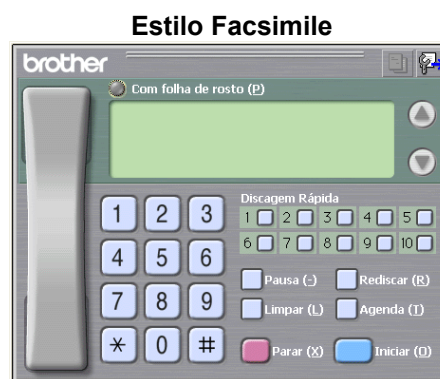 Estilo Facsimile
brother
Com folha de rosto (P)
Discagem Rápida
1 2 3 4 5
6 7 8 9 10
1 2 3
4 5 6
7 8 9
* 0 #
Pausa (-) Rediscar (R)
Limpar (L) Agenda (T)
Parar (X) Iniciar (O)